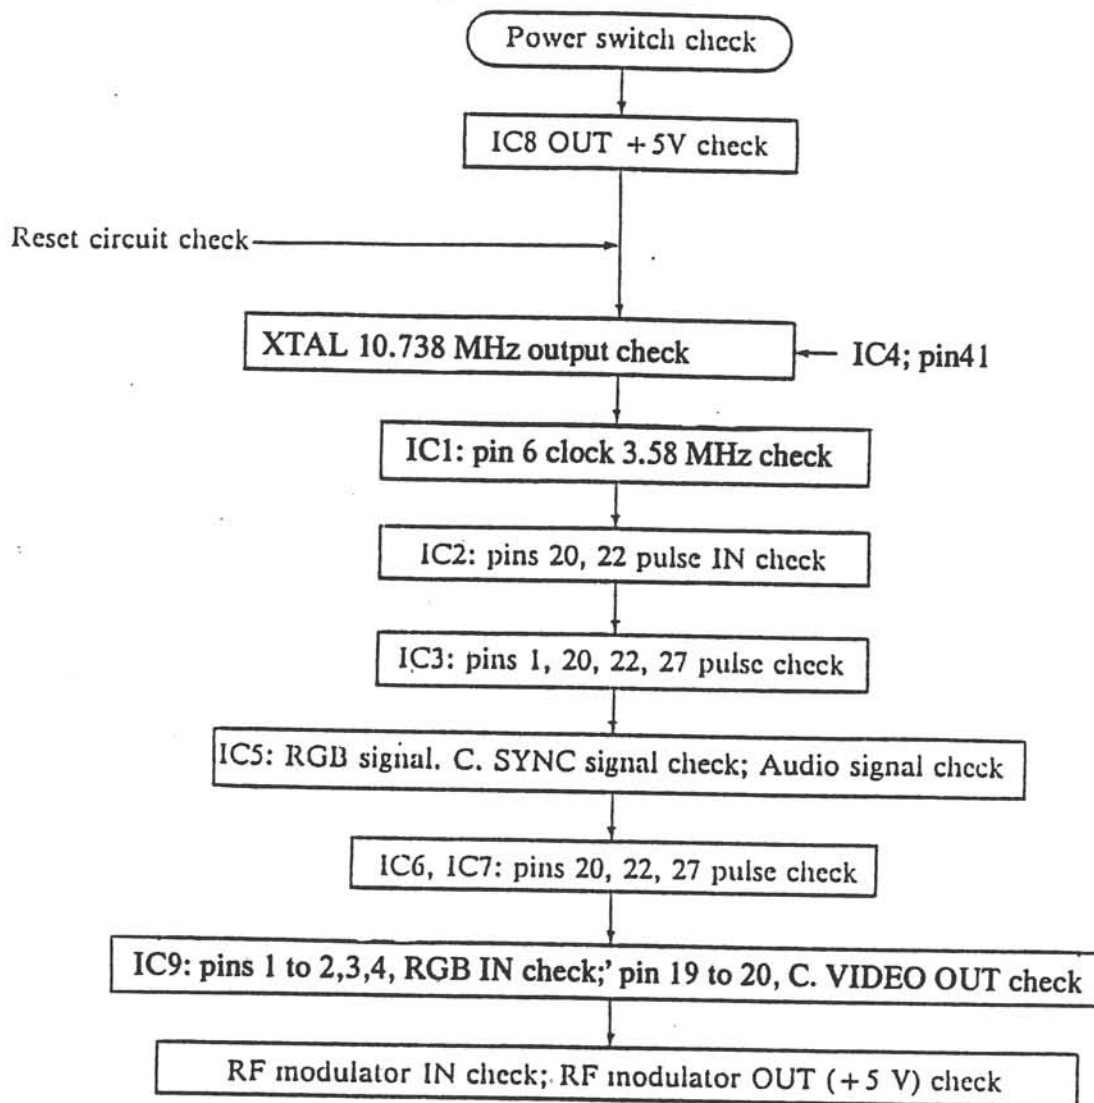 Power switch check
IC8 OUT +5V check
Reset circuit check
XTAL 10.738 MHz output check
IC4; pin41
IC1: pin 6 clock 3.58 MHz check
IC2: pins 20, 22 pulse IN check
IC3: pins 1, 20, 22, 27 pulse check
IC5: RGB signal. C. SYNC signal check; Audio signal check
IC6, IC7: pins 20, 22, 27 pulse check
IC9: pins 1 to 2,3,4, RGB IN check;' pin 19 to 20, C. VIDEO OUT check
RF modulator IN check; RF modulator OUT (+5 V) check